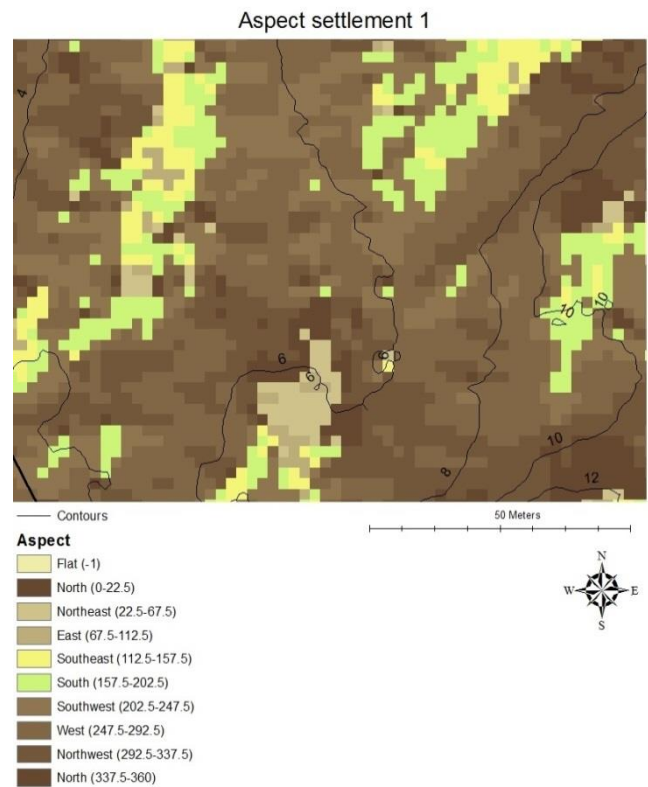 Aspect settlement 1
4
10
10
6
6
6
10
8
12
Contours
50 Meters
Aspect
Flat (-1)
North (0-22.5)
Northeast (22.5-67.5)
East (67.5-112.5)
Southeast (112.5-157.5)
South (157.5-202.5)
Southwest (202.5-247.5)
West (247.5-292.5)
Northwest (292.5-337.5)
North (337.5-360)
N
W
E
S